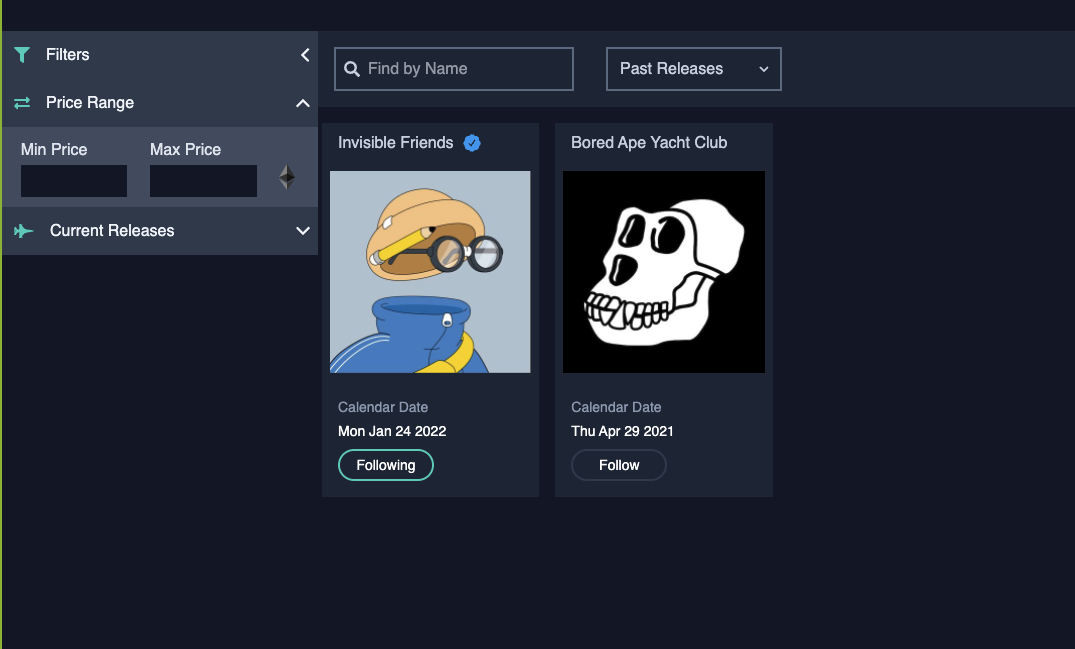 Filters
Price Range
Min Price
Max Price
Current Releases
Find by Name
Past Releases
Invisible Friends
Calendar Date
Mon Jan 24 2022
Following
Bored Ape Yacht Club
Calendar Date
Thu Apr 29 2021
Follow